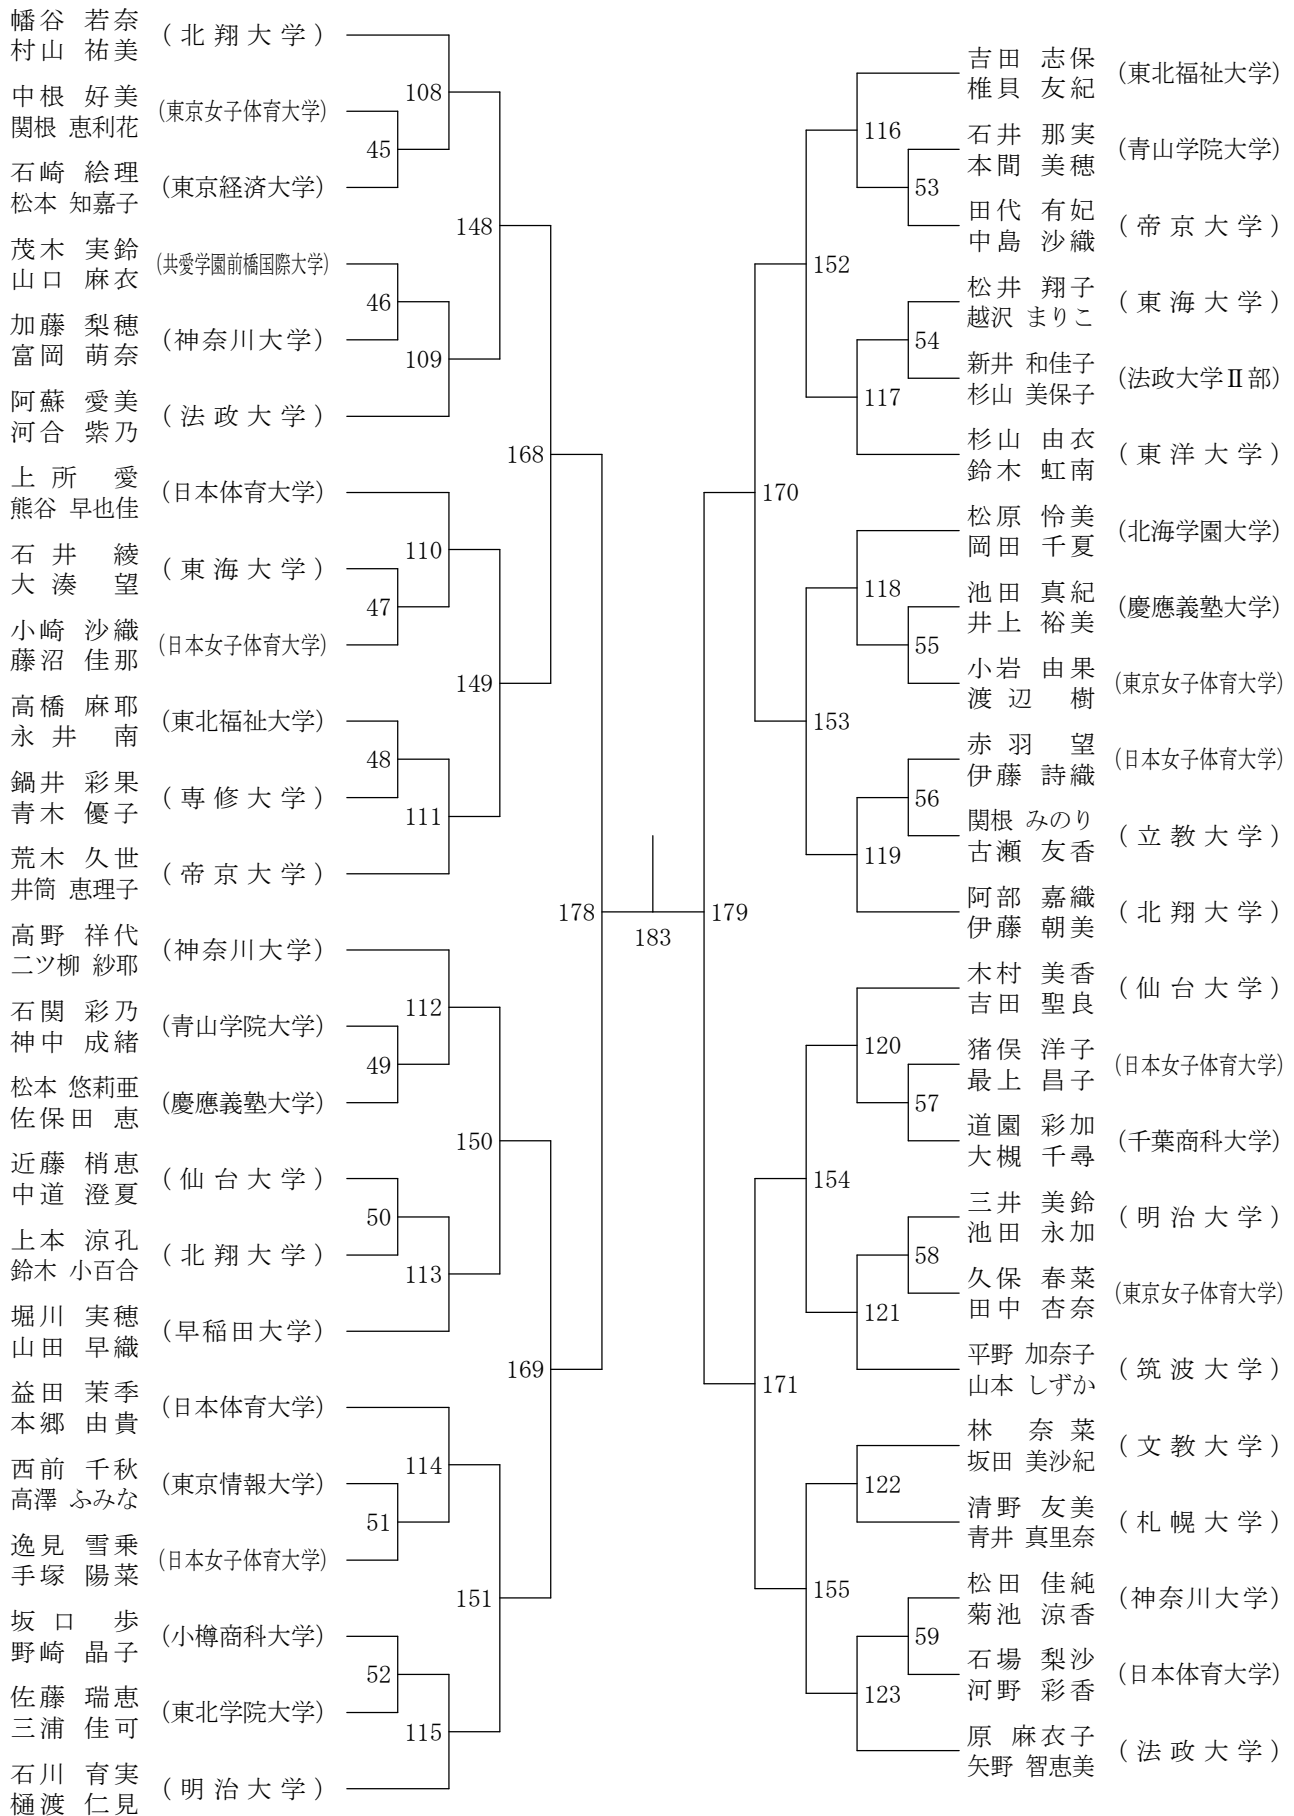 幡谷 若奈
村山 祐美
(北翔大学)
中根 好美
関根 恵利花
(東京女子体育大学)
石崎 絵理
松本 知嘉子
(東京経済大学)
茂木 実鈴
山口 麻衣
(共愛学園前橋国際大学)
加藤 梨穂
富岡 萌奈
(神奈川大学)
阿蘇 愛美
河合 紫乃
(法政大学)
上所 愛
熊谷 早也佳
(日本体育大学)
石井 綾
大湊 望
(東海大学)
小崎 沙織
藤沼 佳那
(日本女子体育大学)
高橋 麻耶
永井 南
(東北福祉大学)
鍋井 彩果
青木 優子
(専修大学)
荒木 久世
井筒 恵理子
(帝京大学)
高野 祥代
二ツ柳 紗耶
(神奈川大学)
石関 彩乃
神中 成緒
(青山学院大学)
松本 悠莉亜
佐保田 恵
(慶應義塾大学)
近藤 梢恵
中道 澄夏
(仙台大学)
上本 涼孔
鈴木 小百合
(北翔大学)
堀川 実穂
山田 早織
(早稲田大学)
益田 茉季
本郷 由貴
(日本体育大学)
西前 千秋
高澤 ふみな
(東京情報大学)
逸見 雪乗
手塚 陽菜
(日本女子体育大学)
坂口 歩
野崎 晶子
(小樽商科大学)
佐藤 瑞恵
三浦 佳可
(東北学院大学)
石川 育実
樋渡 仁見
(明治大学)
45
46
47
48
49
50
51
52
108
109
110
111
112
113
114
115
148
149
150
151
168
169
178
183
179
170
171
152
153
154
155
116
117
118
119
120
121
122
123
53
54
55
56
57
58
59
吉田 志保
椎貝 友紀
(東北福祉大学)
石井 那実
本間 美穂
(青山学院大学)
田代 有妃
中島 沙織
(帝京大学)
松井 翔子
越沢 まりこ
(東海大学)
新井 和佳子
杉山 美保子
(法政大学Ⅱ部)
杉山 由衣
鈴木 虹南
(東洋大学)
松原 怜美
岡田 千夏
(北海学園大学)
池田 真紀
井上 裕美
(慶應義塾大学)
小岩 由果
渡辺 樹
(東京女子体育大学)
赤羽 望
伊藤 詩織
(日本女子体育大学)
関根 みのり
古瀬 友香
(立教大学)
阿部 嘉織
伊藤 朝美
(北翔大学)
木村 美香
吉田 聖良
(仙台大学)
猪俣 洋子
最上 昌子
(日本女子体育大学)
道園 彩加
大槻 千尋
(千葉商科大学)
三井 美鈴
池田 永加
(明治大学)
久保 春菜
田中 杏奈
(東京女子体育大学)
平野 加奈子
山本 しずか
(筑波大学)
林 奈菜
坂田 美沙紀
(文教大学)
清野 友美
青井 真里奈
(札幌大学)
松田 佳純
菊池 涼香
(神奈川大学)
石場 梨沙
河野 彩香
(日本体育大学)
原 麻衣子
矢野 智恵美
(法政大学)